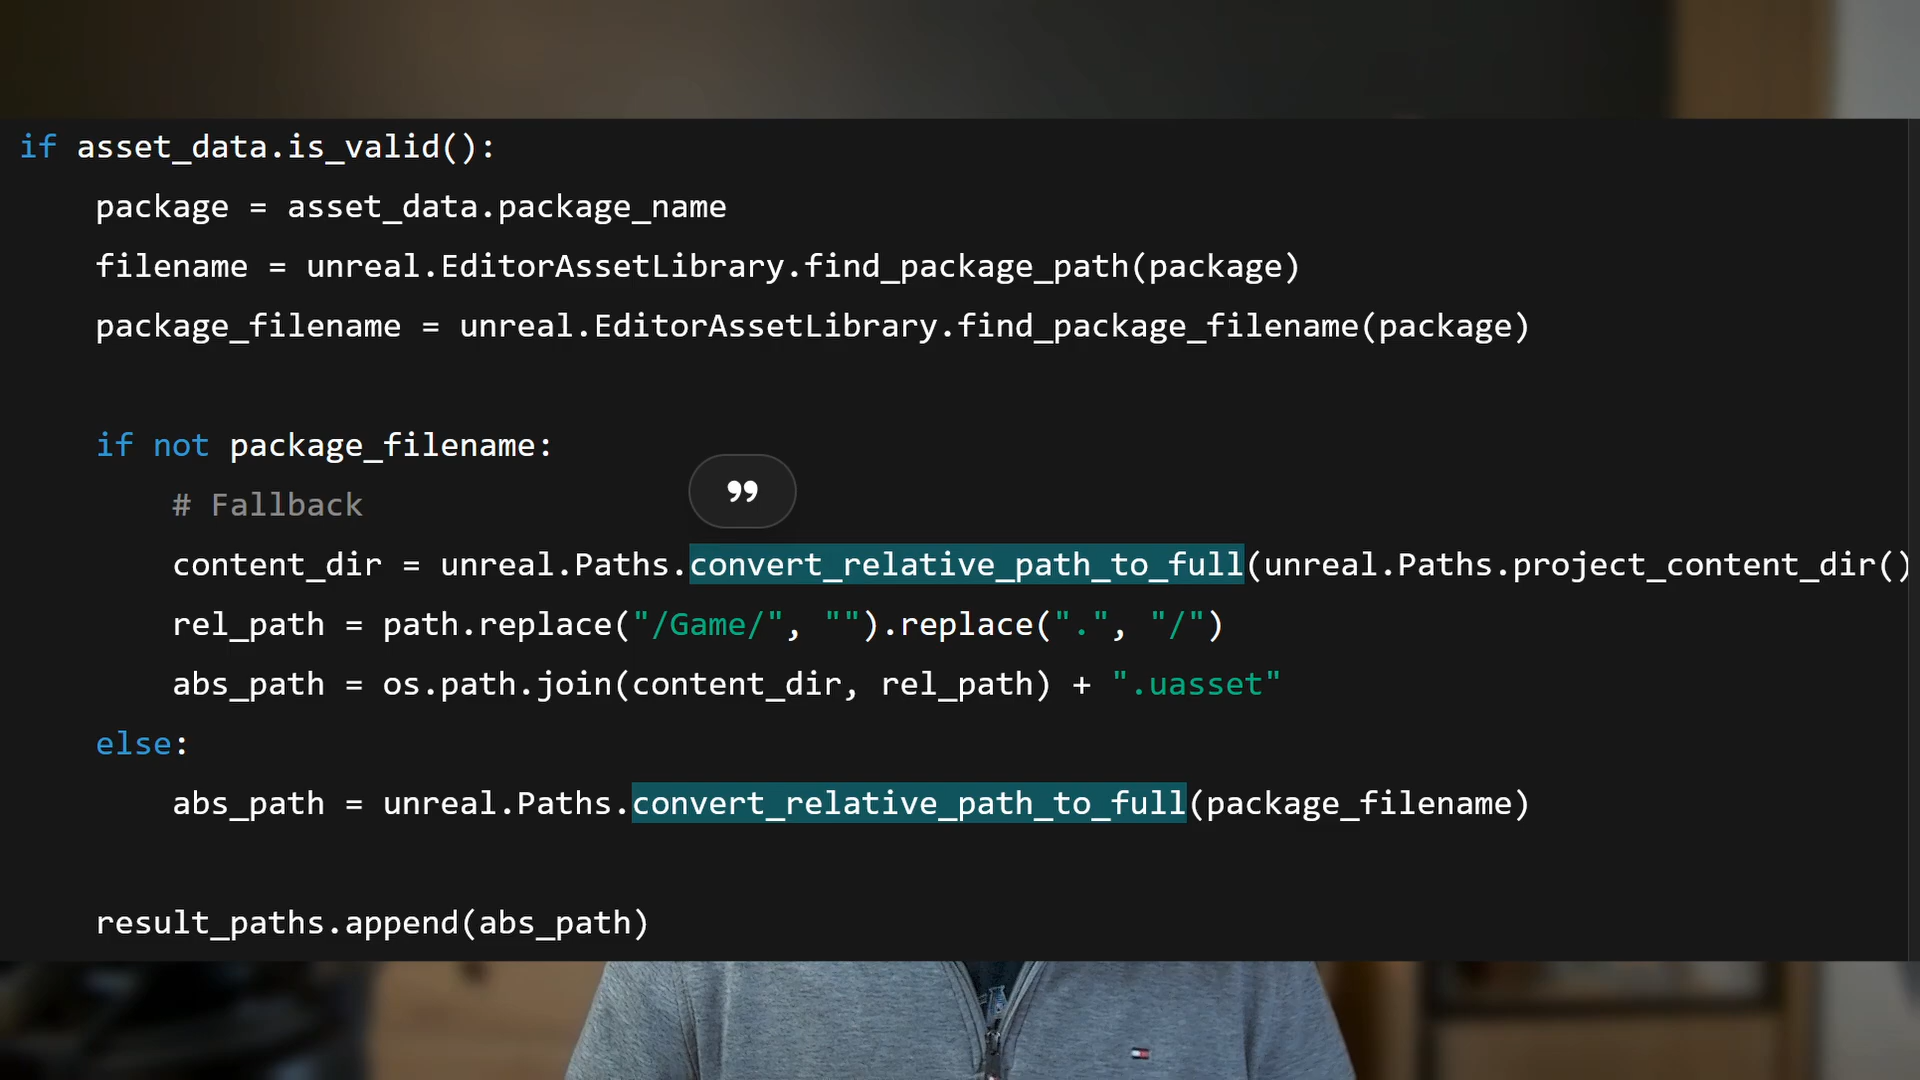 if asset_data.is_valid():
package = asset_data.package_name
filename = unreal.EditorAssetLibrary.find_package_path(package)
package_filename = unreal.EditorAssetLibrary.find_package_filename(package)
if not package_filename:
# Fallback
content_dir = unreal.Paths.convert_relative_path_to_full(unreal.Paths.project_content_dir()
rel_path = path.replace("/Game/", "").replace(".", "/")
abs_path = os.path.join(content_dir, rel_path) + ".uasset"
else:
abs_path = unreal.Paths.convert_relative_path_to_full(package_filename)
result_paths.append(abs_path)